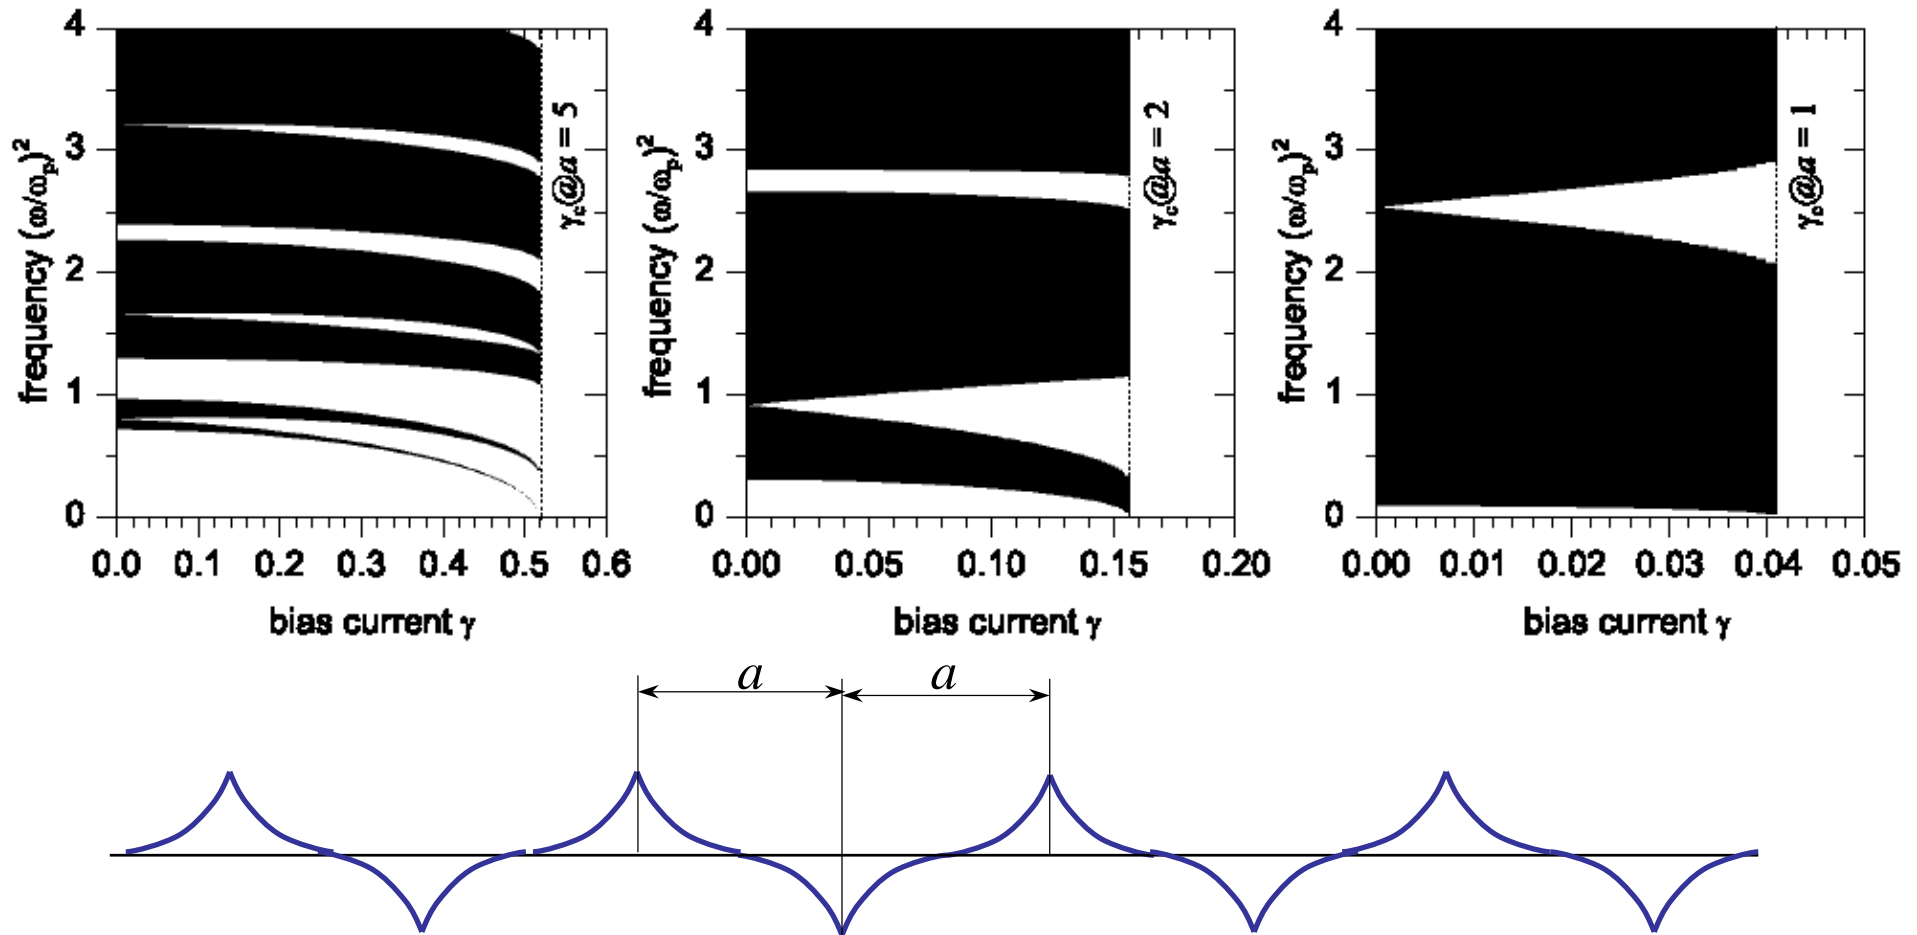 4
3
2
1
0
frequency (ω/ωp)²
0.0 0.1 0.2 0.3 0.4 0.5 0.6
bias current γ
γc@a = 5
4
3
2
1
0
frequency (ω/ωp)²
0.00 0.05 0.10 0.15 0.20
bias current γ
γc@a = 2
4
3
2
1
0
frequency (ω/ωp)²
0.00 0.01 0.02 0.03 0.04 0.05
bias current γ
γc@a = 1
a a